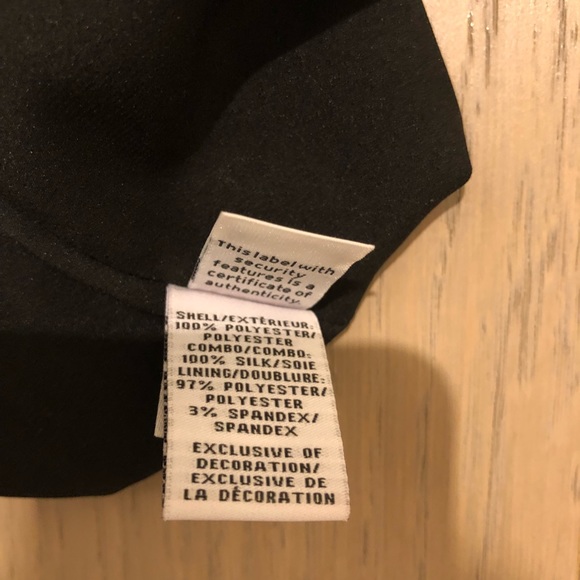 This label with
security
features is a
certificate of
authenticity
SHELL/EXTÉRIEUR:
100% POLYESTER/
POLYESTER
COMBO/COMBO:
100% SILK/SOIE
LINING/DOUBLURE:
97% POLYESTER/
POLYESTER
3% SPANDEX/
SPANDEX
EXCLUSIVE OF
DECORATION/
EXCLUSIVE DE
LA DÉCORATION